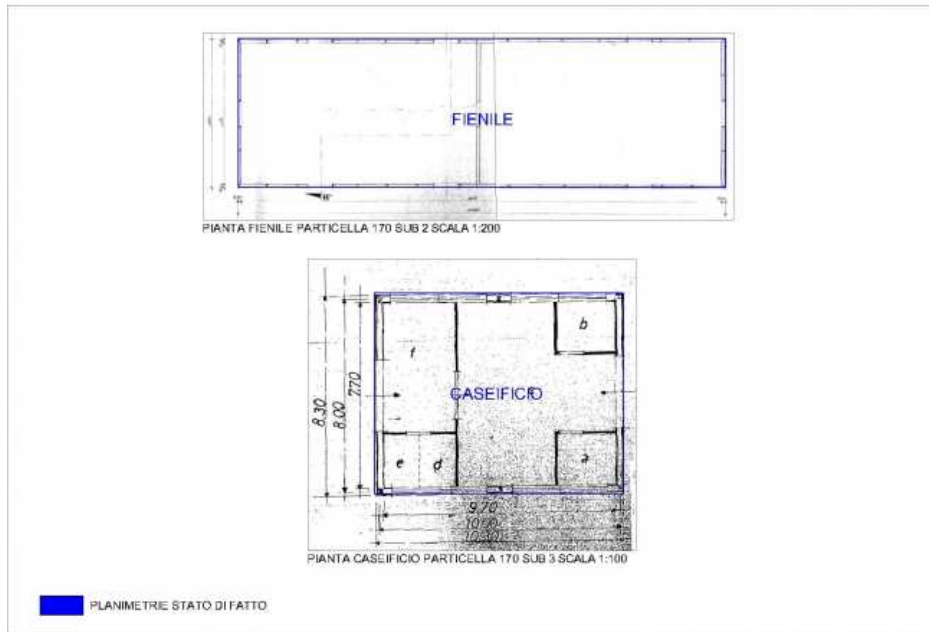 FIENILE
PIANTA FIENILE PARTICELLA 170 SUB 2 SCALA 1:200
b
f
CASEIFICIO
8.30
8.00
7.70
e
d
a
9.70
10.00
PIANTA CASEIFICIO PARTICELLA 170 SUB 3 SCALA 1:100
PLANIMETRIE STATO DI FATTO